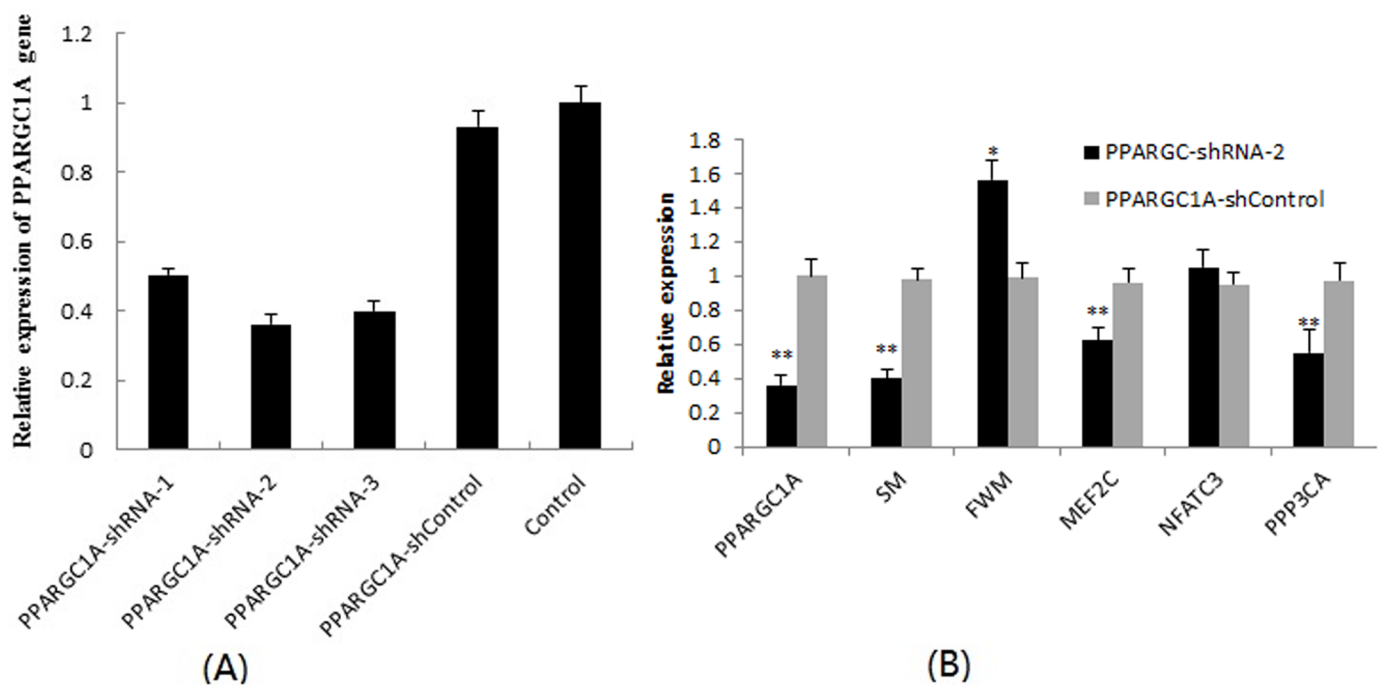 Relative expression of PPARGC1A gene
1.2
1
0.8
0.6
0.4
0.2
0
PPARGC1A-shRNA-1
PPARGC1A-shRNA-2
PPARGC1A-shRNA-3
PPARGC1A-shControl
Control
(A)
Relative expression
1.8
1.6
1.4
1.2
1
0.8
0.6
0.4
0.2
0
PPARGC-shRNA-2
PPARGC1A-shControl
**
**
*
**
**
PPARGC1A
SM
FWM
MEF2C
NFATC3
PPP3CA
(B)